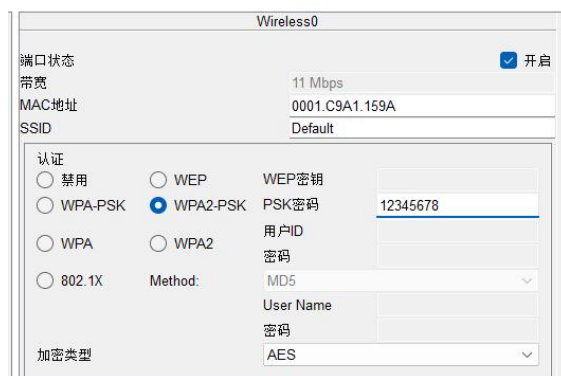 Wireless0
端口状态 开启
带宽 11 Mbps
MAC地址 0001.C9A1.159A
SSID Default
认证
禁用 WEP WEP密钥
WPA-PSK WPA2-PSK PSK密码 12345678
用户ID
WPA WPA2
密码
802.1X Method: MD5
User Name
密码
加密类型 AES